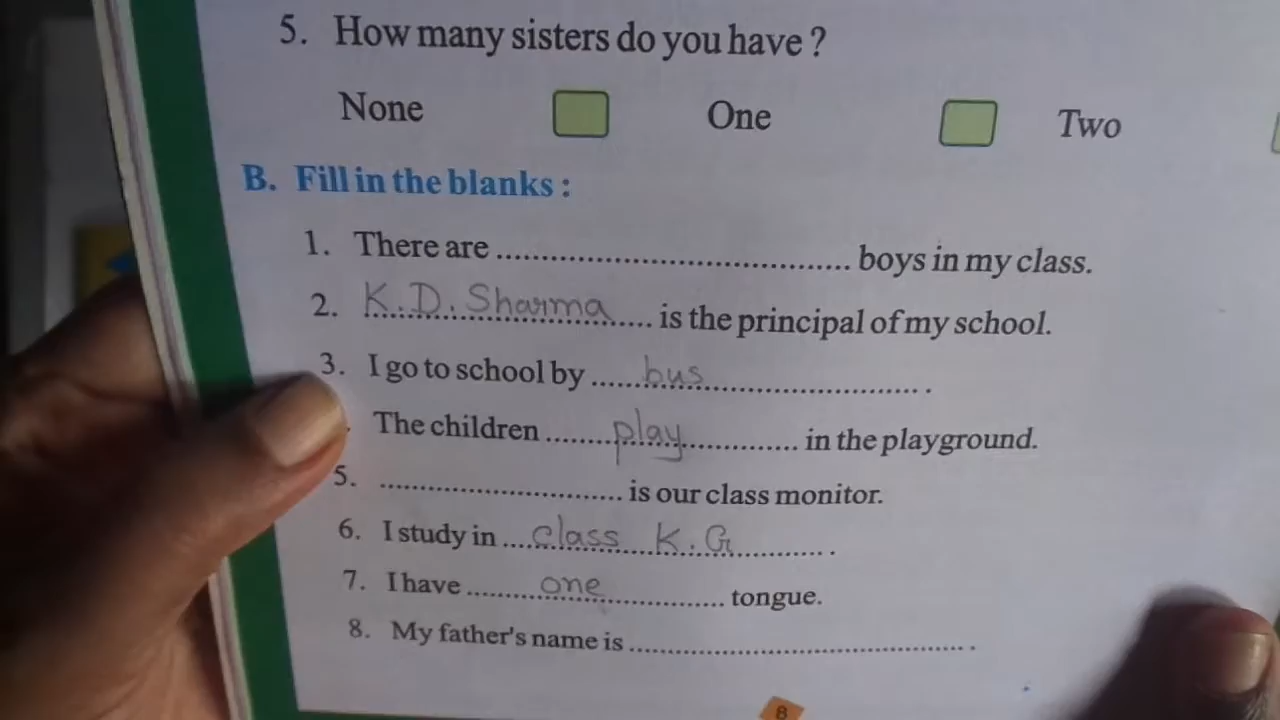 5. How many sisters do you have ?
None One Two
B. Fill in the blanks :
1. There are ........................................ boys in my class.
2. K.D. Sharma is the principal of my school.
3. I go to school by bus .
The children play in the playground.
5. ............................ is our class monitor.
6. I study in class K.G .
7. I have one tongue.
8. My father's name is ........................................ .
8